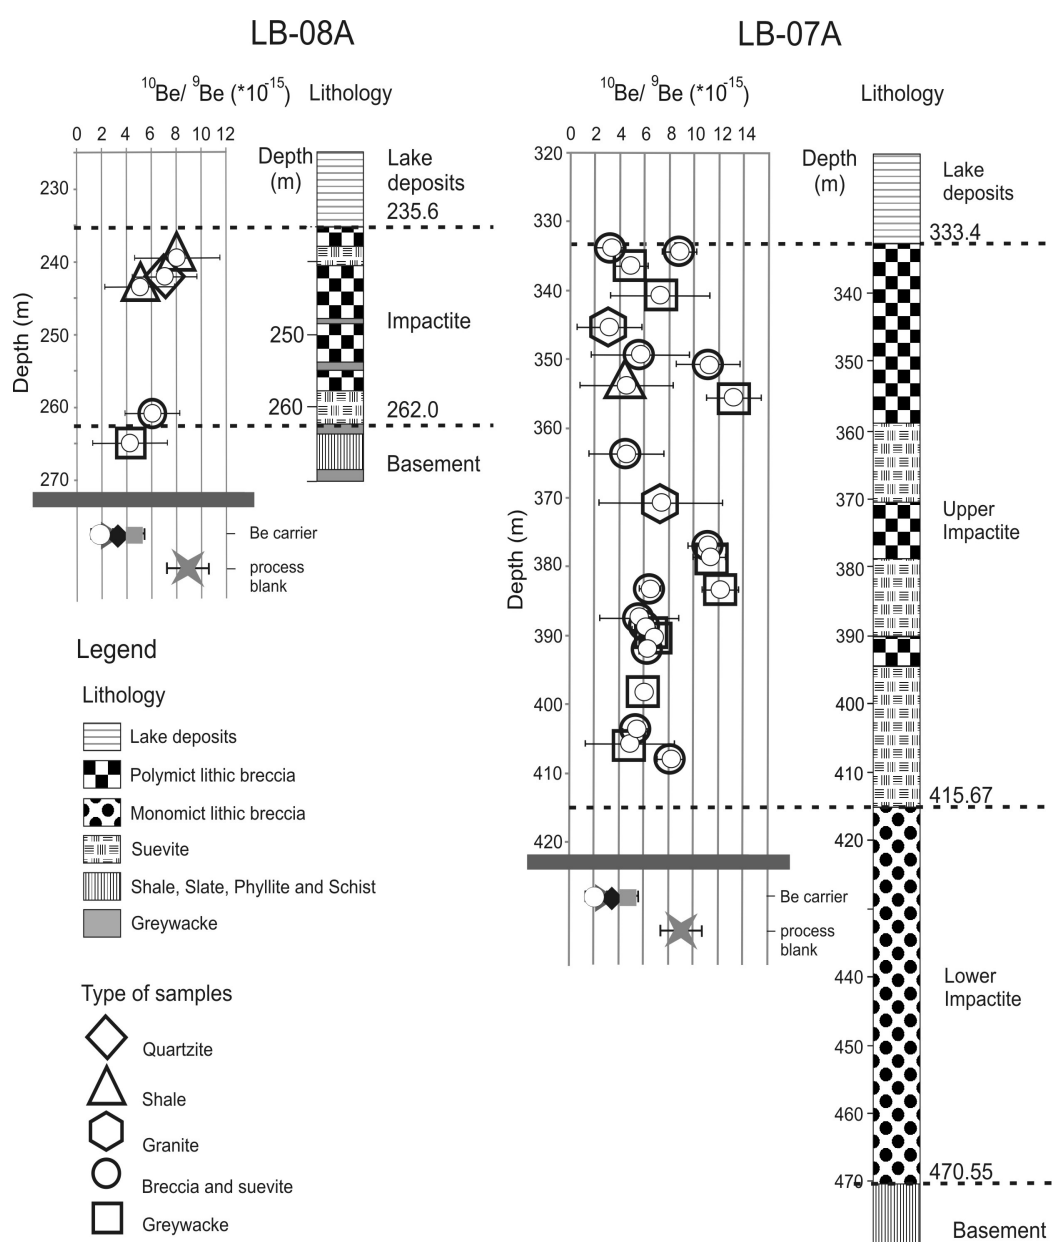 LB-08A
10Be/ 9Be (*10-15) Lithology
0 2 4 6 8 10 12
Depth (m)
230
240
250
260
270
Depth
(m)
250
260
Lake
deposits
235.6
Impactite
262.0
Basement
Be carrier
process
blank
LB-07A
10Be/ 9Be (*10-15) Lithology
0 2 4 6 8 10 12 14
Depth (m)
320
330
340
350
360
370
380
390
400
410
420
Depth
(m)
340
350
360
370
380
390
400
410
420
440
450
460
470
Lake
deposits
333.4
Upper
Impactite
415.67
Lower
Impactite
470.55
Basement
Be carrier
process
blank
Legend
Lithology
Lake deposits
Polymict lithic breccia
Monomict lithic breccia
Suevite
Shale, Slate, Phyllite and Schist
Greywacke
Type of samples
Quartzite
Shale
Granite
Breccia and suevite
Greywacke